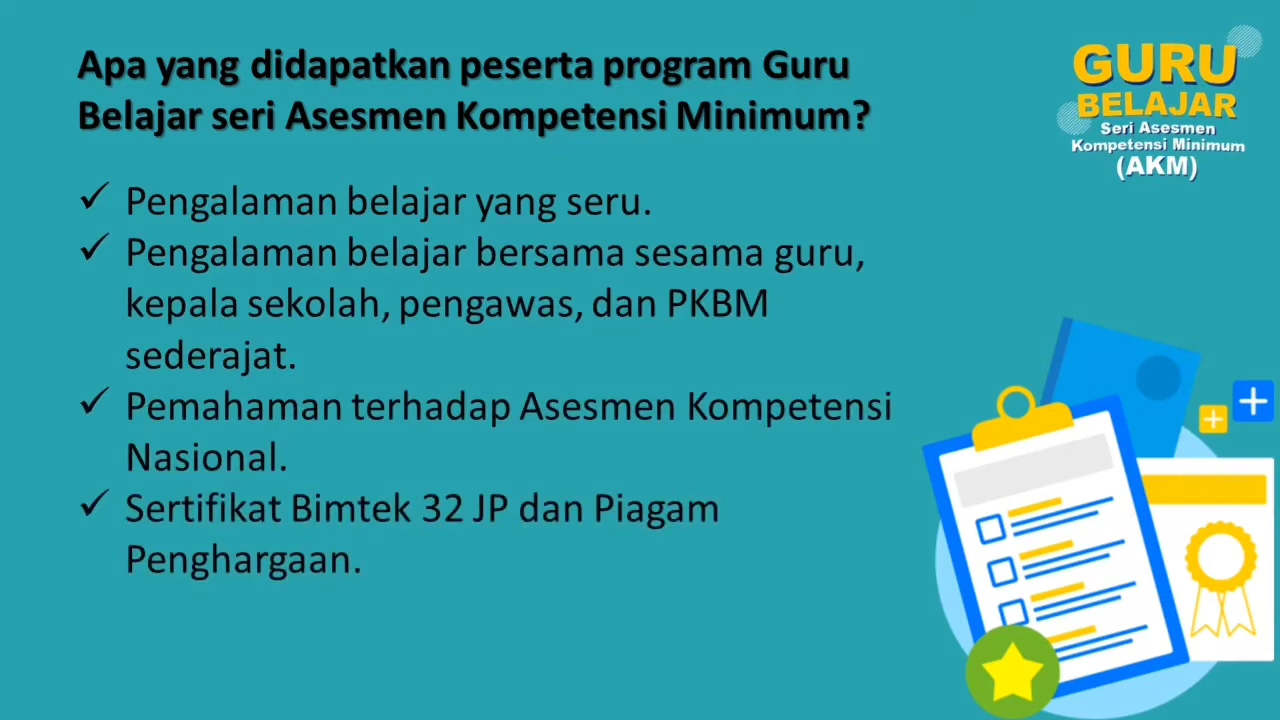 Apa yang didapatkan peserta program Guru
Belajar seri Asesmen Kompetensi Minimum?
GURU
BELAJAR
Seri Asesmen
Kompetensi Minimum
(AKM)
✓ Pengalaman belajar yang seru.
✓ Pengalaman belajar bersama sesama guru,
kepala sekolah, pengawas, dan PKBM
sederajat.
✓ Pemahaman terhadap Asesmen Kompetensi
Nasional.
✓ Sertifikat Bimtek 32 JP dan Piagam
Penghargaan.